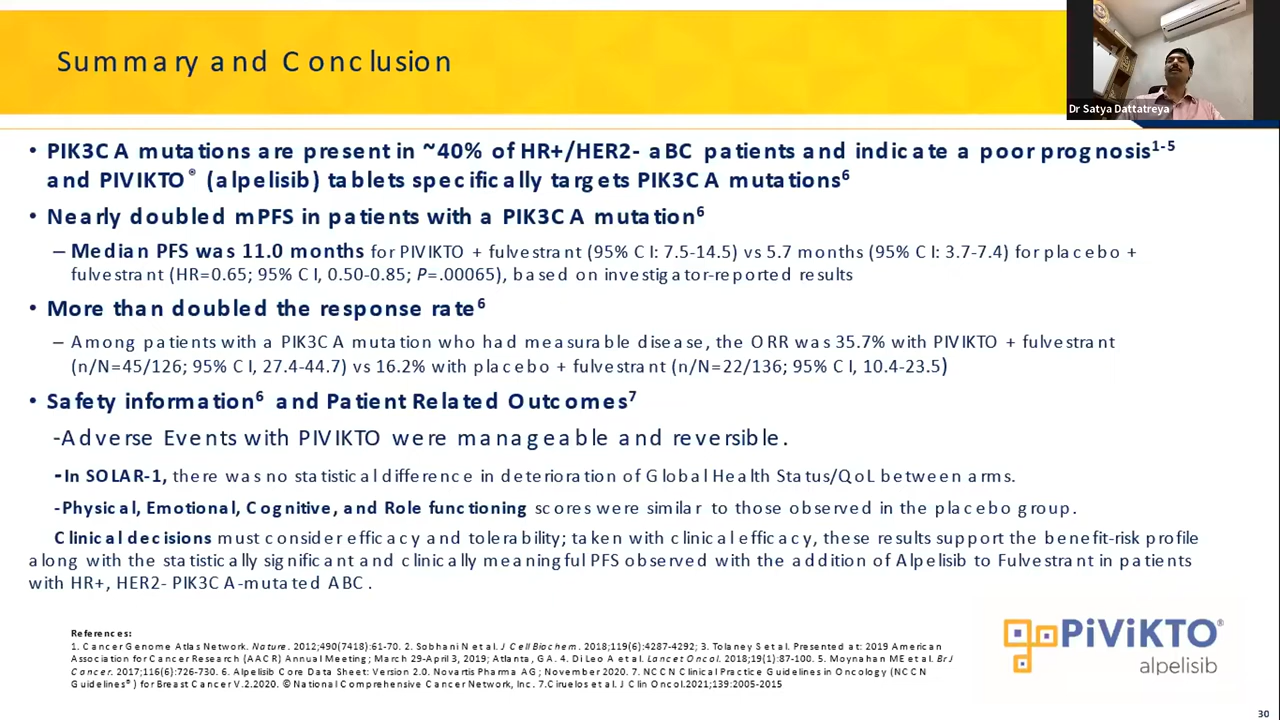 Summary and Conclusion
Dr Satya Dattatreya
• PIK3CA mutations are present in ~40% of HR+/HER2- aBC patients and indicate a poor prognosis1-5
and PIVIKTO® (alpelisib) tablets specifically targets PIK3CA mutations6
• Nearly doubled mPFS in patients with a PIK3CA mutation6
– Median PFS was 11.0 months for PIVIKTO + fulvestrant (95% CI: 7.5-14.5) vs 5.7 months (95% CI: 3.7-7.4) for placebo +
fulvestrant (HR=0.65; 95% CI, 0.50-0.85; P=.00065), based on investigator-reported results
• More than doubled the response rate6
– Among patients with a PIK3CA mutation who had measurable disease, the ORR was 35.7% with PIVIKTO + fulvestrant
(n/N=45/126; 95% CI, 27.4-44.7) vs 16.2% with placebo + fulvestrant (n/N=22/136; 95% CI, 10.4-23.5)
• Safety information6 and Patient Related Outcomes7
-Adverse Events with PIVIKTO were manageable and reversible.
-In SOLAR-1, there was no statistical difference in deterioration of Global Health Status/QoL between arms.
-Physical, Emotional, Cognitive, and Role functioning scores were similar to those observed in the placebo group.
Clinical decisions must consider efficacy and tolerability; taken with clinical efficacy, these results support the benefit-risk profile
along with the statistically significant and clinically meaningful PFS observed with the addition of Alpelisib to Fulvestrant in patients
with HR+, HER2- PIK3CA-mutated ABC.
References:
1. Cancer Genome Atlas Network. Nature. 2012;490(7418):61-70. 2. Sobhani N et al. J Cell Biochem. 2018;119(6):4287-4292; 3. Tolaney S et al. Presented at: 2019 American
Association for Cancer Research (AACR) Annual Meeting; March 29-April 3, 2019; Atlanta, GA. 4. Di Leo A et al. Lancet Oncol. 2018;19(1):87-100. 5. Moynahan ME et al. Br J
Cancer. 2017;116(6):726-730. 6. Alpelisib Core Data Sheet: Version 2.0. Novartis Pharma AG; November 2020. 7. NCCN Clinical Practice Guidelines in Oncology (NCCN
Guidelines®) for Breast Cancer V.2.2020. © National Comprehensive Cancer Network, Inc. 7.Ciruelos et al. J Clin Oncol.2021;139:2005-2015
PiViKTO®
alpelisib
30